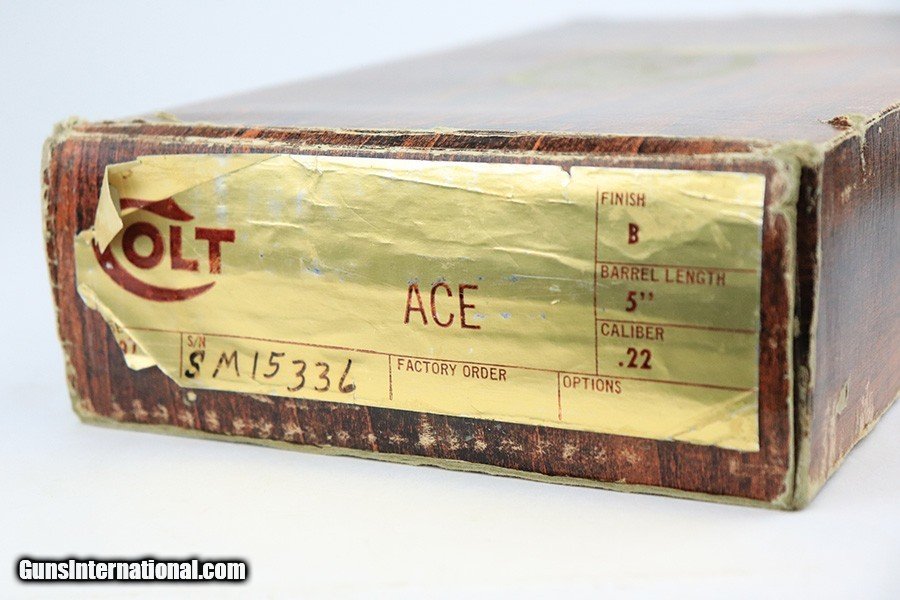 COLT
ACE
FINISH
B
BARREL LENGTH
5"
CALIBER
.22
S/N
SM15336
FACTORY ORDER
OPTIONS
GunsInternational.com